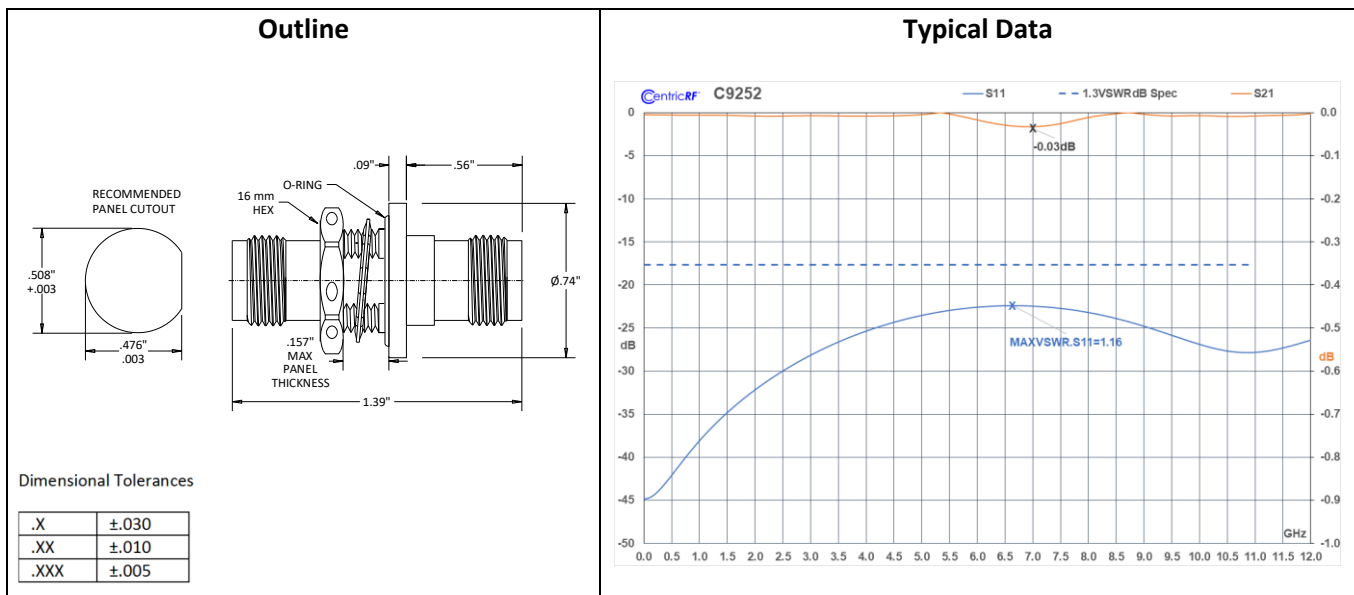 Outline
RECOMMENDED
PANEL CUTOUT
.508"
+.003
.476"
.003
16 mm
HEX
O-RING
.09"
.56"
Ø.74"
.157"
MAX
PANEL
THICKNESS
1.39"
Dimensional Tolerances
.X ±.030
.XX ±.010
.XXX ±.005
Typical Data
CentricRF C9252
S11 1.3VSWRdB Spec S21
0 0.0
-5 -0.1
-10 -0.2
-15 -0.3
-20 -0.4
-25 -0.5
dB
-30 -0.6
dB
-35 -0.7
-40 -0.8
-45 -0.9
-50 -1.0
-0.03dB
MAXVSWR.S11=1.16
GHz
0.0 0.5 1.0 1.5 2.0 2.5 3.0 3.5 4.0 4.5 5.0 5.5 6.0 6.5 7.0 7.5 8.0 8.5 9.0 9.5 10.0 10.5 11.0 11.5 12.0